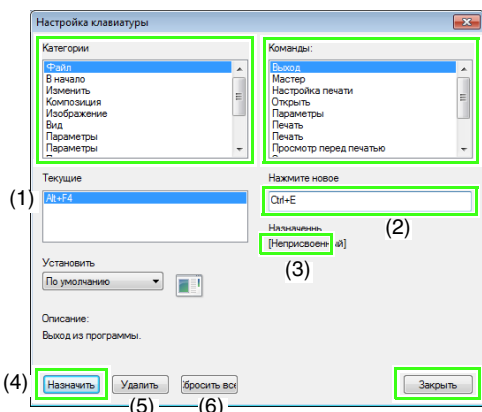 Настройка клавиатуры
Категории
Файл
В начало
Изменить
Композиция
Изображение
Вид
Параметры
Параметры
Команды:
Выход
Мастер
Настройка печати
Открыть
Параметры
Печать
Печать
Просмотр перед печатью
Текущие
(1)
Alt+F4
Нажмите новое
Ctrl+E
(2)
Назначеннь
[Неприсвоенный]
(3)
Установить
По умолчанию
Описание:
Выход из программы.
(4)
Назначить
Удалить
Сбросить все
Закрыть
(5)
(6)